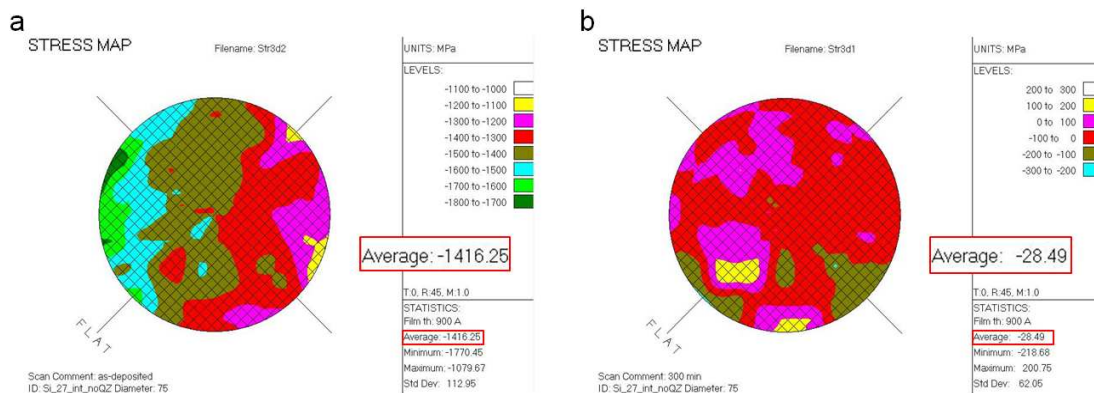 a
STRESS MAP
Filename: Str3d2
UNITS: MPa
LEVELS:
-1100 to -1000
-1200 to -1100
-1300 to -1200
-1400 to -1300
-1500 to -1400
-1600 to -1500
-1700 to -1600
-1800 to -1700
Average: -1416.25
T:0, R:45, M:1.0
STATISTICS:
Film th: 900 A
Average: -1416.25
Minimum: -1770.45
Maximum: -1079.67
Std Dev: 112.95
FLAT
Scan Comment: as-deposited
ID: Si_27_int_noQZ Diameter: 75
b
STRESS MAP
Filename: Str3d1
UNITS: MPa
LEVELS:
200 to 300
100 to 200
0 to 100
-100 to 0
-200 to -100
-300 to -200
Average: -28.49
T:0, R:45, M:1.0
STATISTICS:
Film th: 900 A
Average: -28.49
Minimum: -218.68
Maximum: 200.75
Std Dev: 62.05
FLAT
Scan Comment: 300 min
ID: Si_27_int_noQZ Diameter: 75